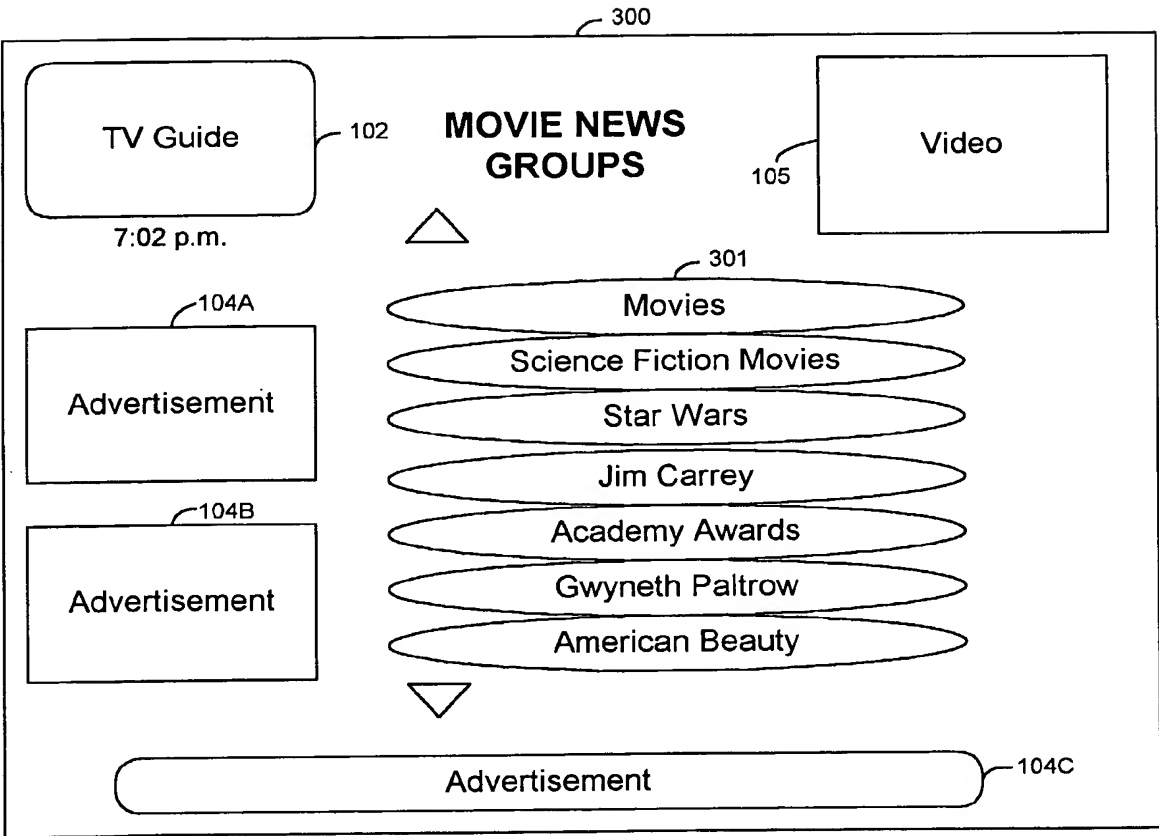 300
TV Guide
102
MOVIE NEWS
GROUPS
105
Video
7:02 p.m.
301
104A
Advertisement
104B
Advertisement
Movies
Science Fiction Movies
Star Wars
Jim Carrey
Academy Awards
Gwyneth Paltrow
American Beauty
Advertisement
104C